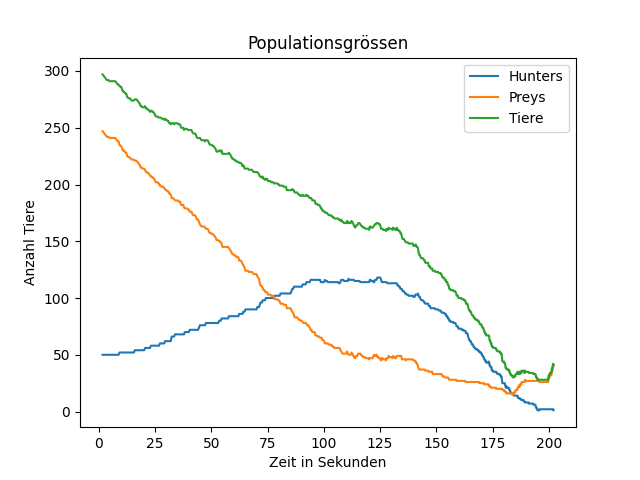 Populationsgrössen
Hunters
Preys
Tiere
Anzahl Tiere
300
250
200
150
100
50
0
0 25 50 75 100 125 150 175 200
Zeit in Sekunden